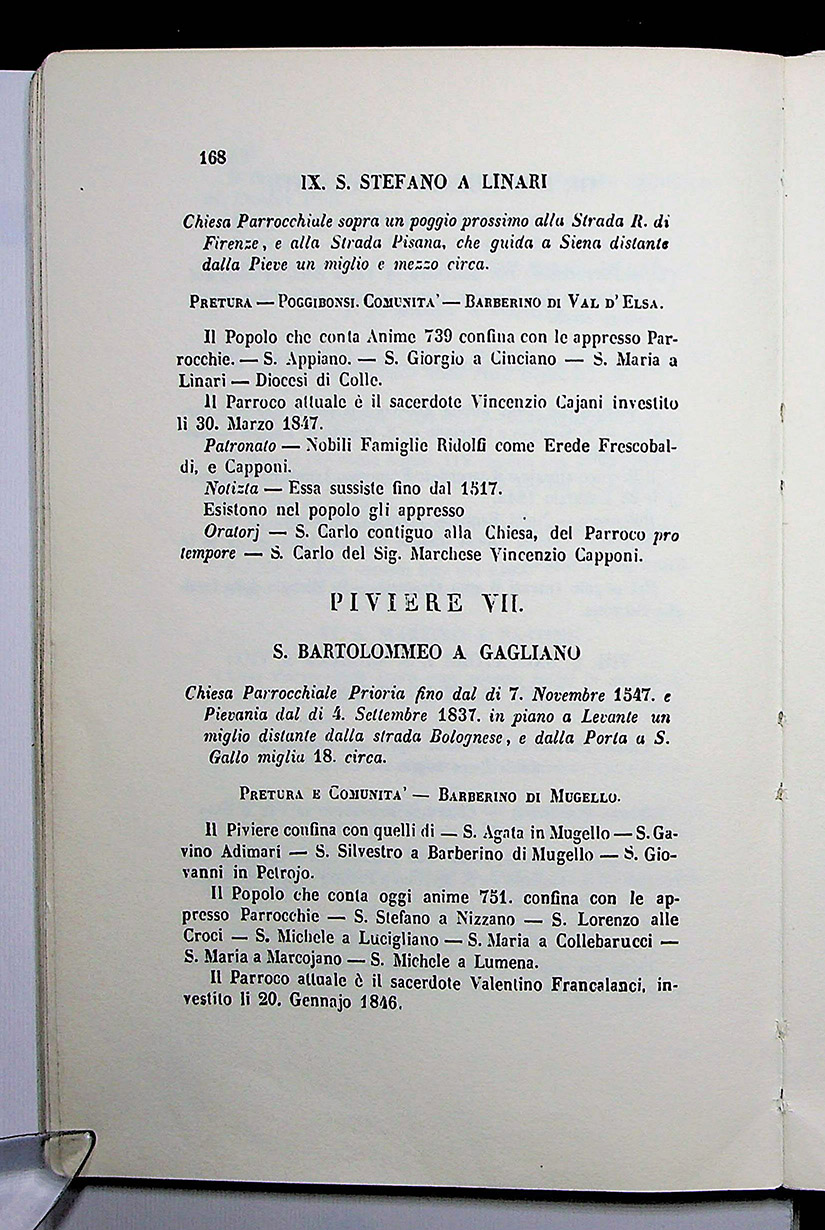 168
IX. S. STEFANO A LINARI
Chiesa Parrocchiale sopra un poggio prossimo alla Strada R. di
Firenze, e alla Strada Pisana, che guida a Siena distante
dalla Pieve un miglio e mezzo circa.
PRETURA — POGGIBONSI. COMUNITA' — BARBERINO DI VAL D' ELSA.
Il Popolo che conta Anime 739 confina con le appresso Par-
rocchie. — S. Appiano. — S. Giorgio a Cinciano — S. Maria a
Linari — Diocesi di Colle.
Il Parroco attuale è il sacerdote Vincenzio Cajani investito
li 30. Marzo 1847.
Patronato — Nobili Famiglie Ridolfi come Erede Frescobal-
di, e Capponi.
Notizia — Essa sussiste fino dal 1517.
Esistono nel popolo gli appresso
Oratorj — S. Carlo contiguo alla Chiesa, del Parroco pro
tempore — S. Carlo del Sig. Marchese Vincenzio Capponi.
PIVIERE VII.
S. BARTOLOMMEO A GAGLIANO
Chiesa Parrocchiale Prioria fino dal di 7. Novembre 1547. e
Pievania dal di 4. Settembre 1837. in piano a Levante un
miglio distante dalla strada Bolognese, e dalla Porta a S.
Gallo miglia 18. circa.
PRETURA E COMUNITA' — BARBERINO DI MUGELLO.
Il Piviere confina con quelli di — S. Agata in Mugello — S. Ga-
vino Adimari — S. Silvestro a Barberino di Mugello — S. Gio-
vanni in Petrojo.
Il Popolo che conta oggi anime 751. confina con le ap-
presso Parrocchie — S. Stefano a Nizzano — S. Lorenzo alle
Croci — S. Michele a Lucigliano — S. Maria a Collebarucci —
S. Maria a Marcojano — S. Michele a Lumena.
Il Parroco attuale è il sacerdote Valentino Francalanci, in-
vestito li 20. Gennajo 1846.